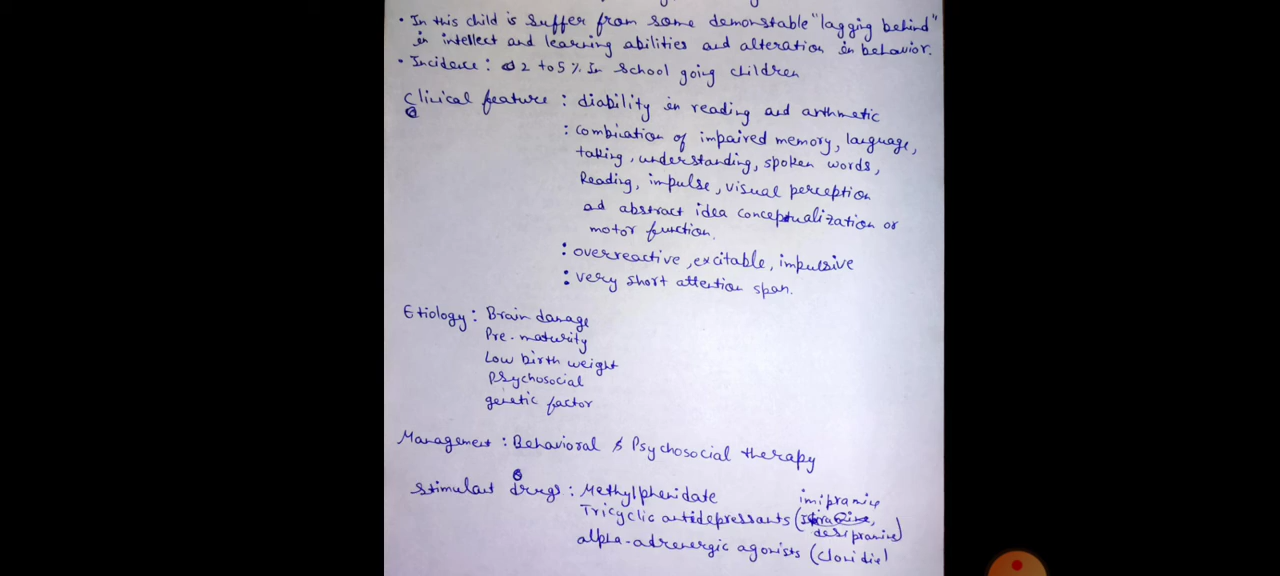 • In this child is suffer from some demonstable "lagging behind"
in intellect and learning abilities and alteration in behavior.
• Incidence : 2 to 5 % In school going children
Clinical feature : diability in reading and arthmetic
: combination of impaired memory, language,
taking, understanding, spoken words,
Reading, impulse, visual perception
ad abstract idea conceptualization or
motor function.
: overreactive, excitable, impulsive
: very short attention span.
Etiology : Brain damage
Pre-maturity
Low birth weight
Psychosocial
genetic factor
Management : Behavioral & Psychosocial therapy
Stimulant drugs : Methylphenidate
Tricyclic antidepressants ( imipramine
desipramine)
alpha-adrenergic agonists (